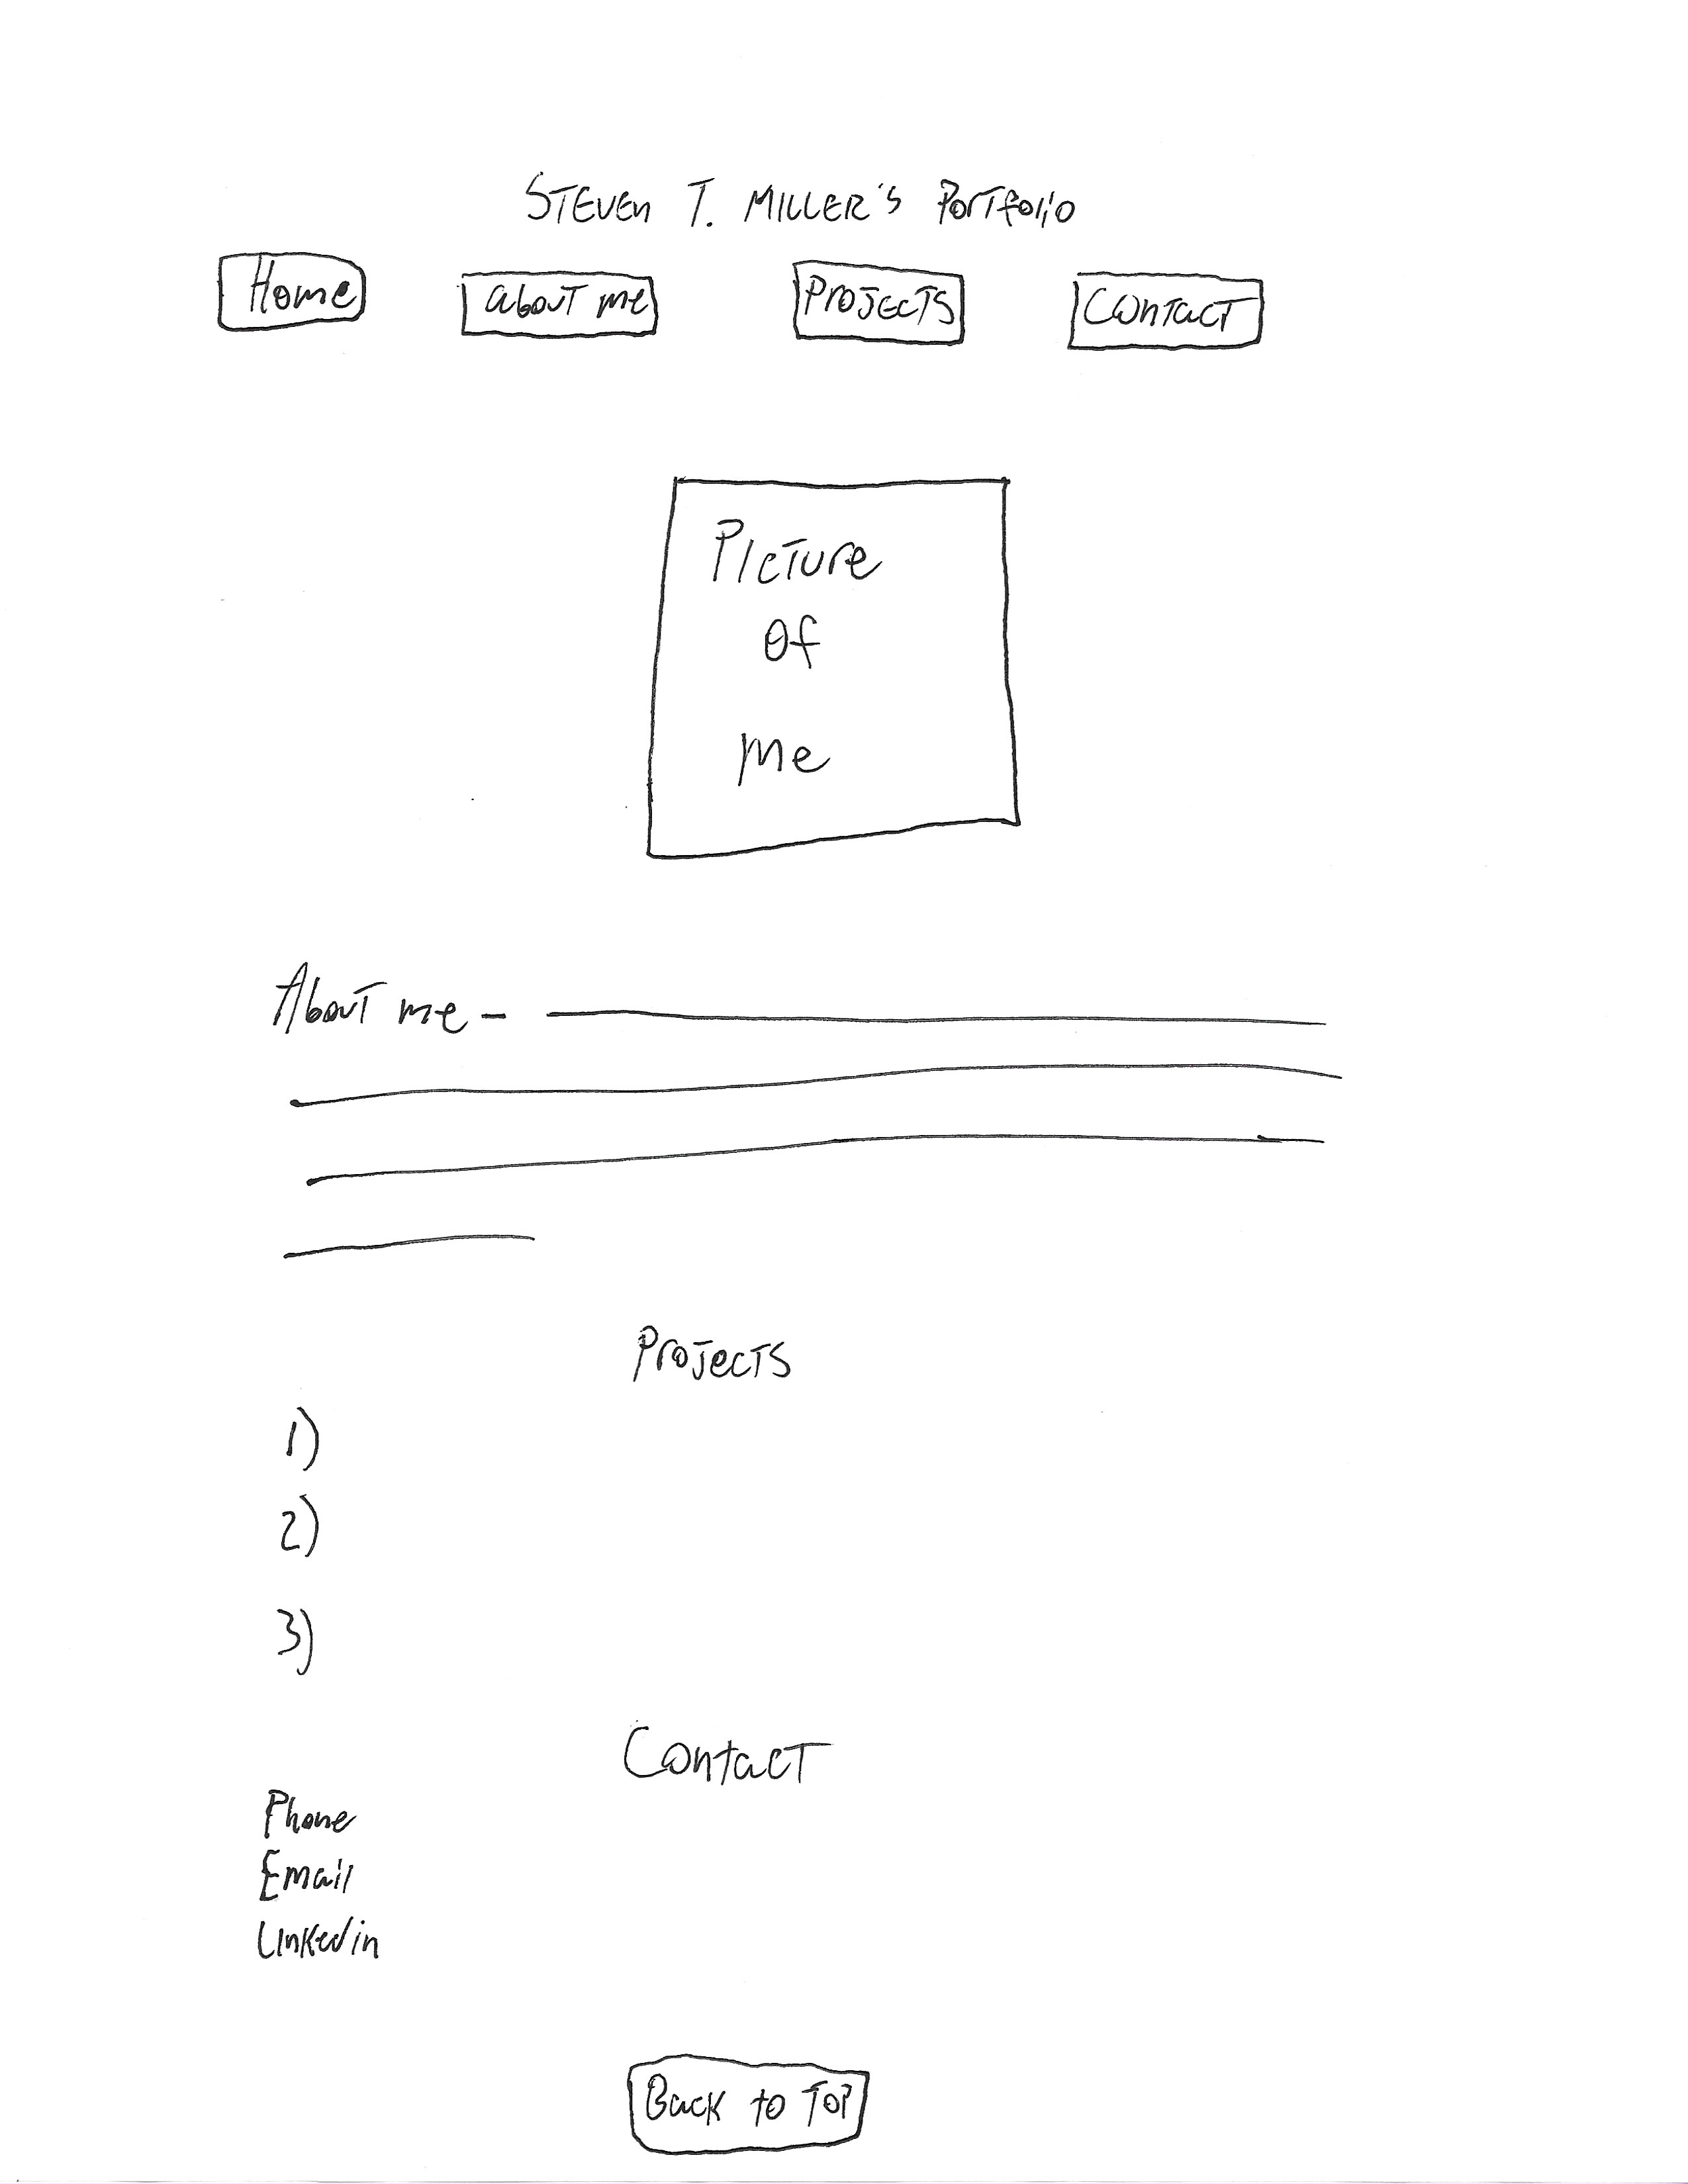 STEVEN T. MILLER'S PortfoLio
Home
about me
PROJECTS
Contact
Picture
of
me
About me -
Projects
1)
2)
3)
Contact
Phone
Email
Linkedin
Back to Top